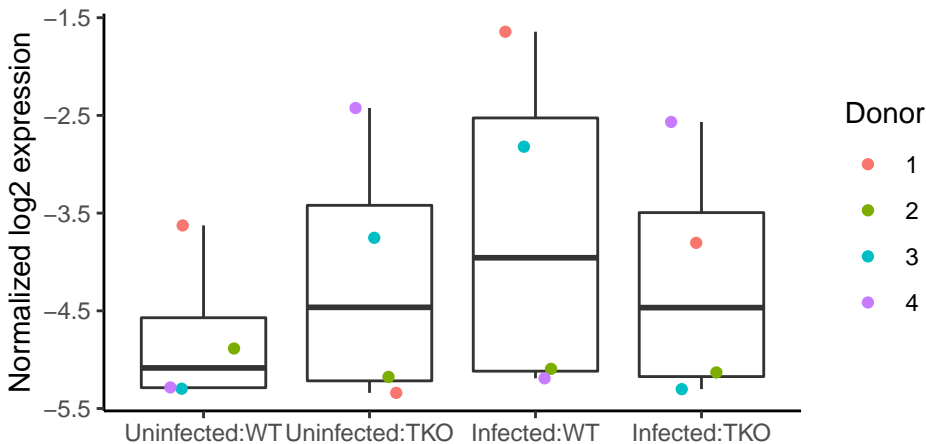 Normalized log2 expression
−1.5
−2.5
−3.5
−4.5
−5.5
Uninfected:WT
Uninfected:TKO
Infected:WT
Infected:TKO
Donor
1
2
3
4